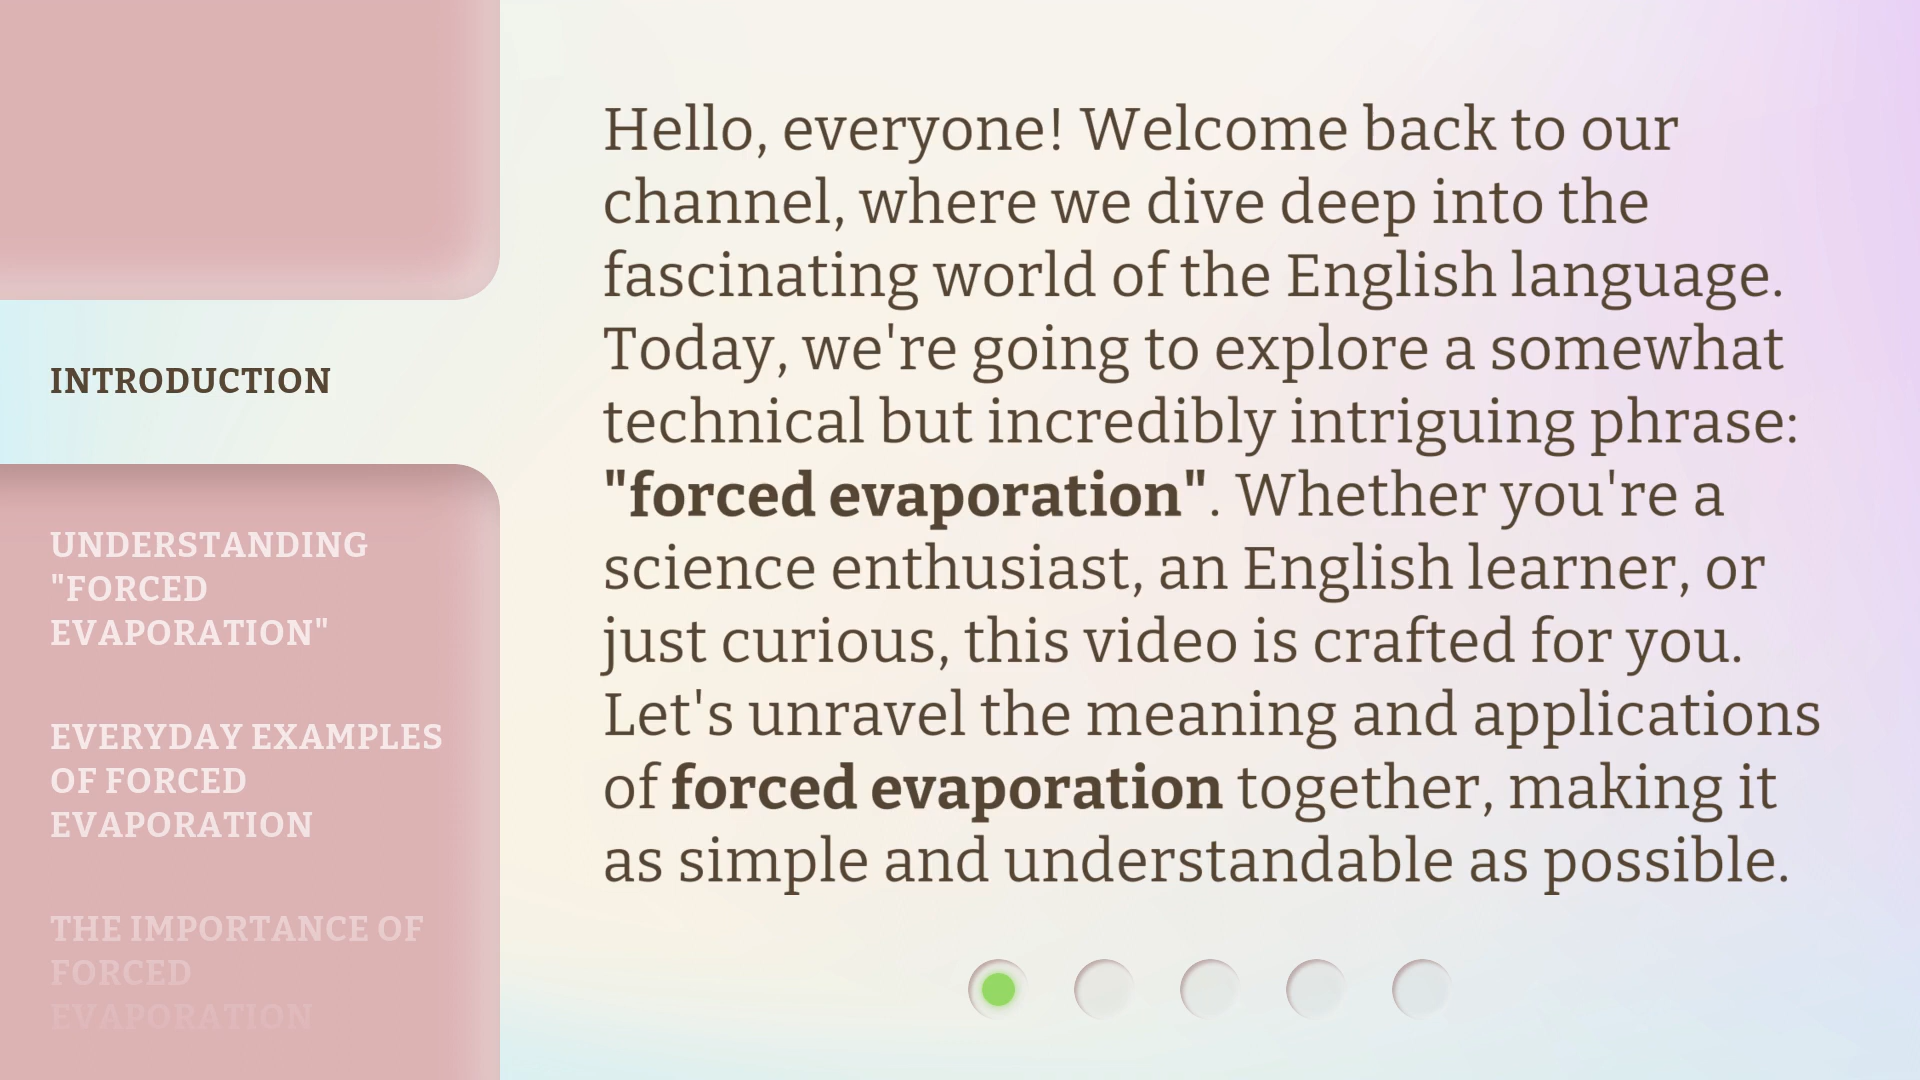 INTRODUCTION
UNDERSTANDING
"FORCED
EVAPORATION"
EVERYDAY EXAMPLES
OF FORCED
EVAPORATION
THE IMPORTANCE OF
FORCED
EVAPORATION
Hello, everyone! Welcome back to our
channel, where we dive deep into the
fascinating world of the English language.
Today, we're going to explore a somewhat
technical but incredibly intriguing phrase:
"forced evaporation". Whether you're a
science enthusiast, an English learner, or
just curious, this video is crafted for you.
Let's unravel the meaning and applications
of forced evaporation together, making it
as simple and understandable as possible.